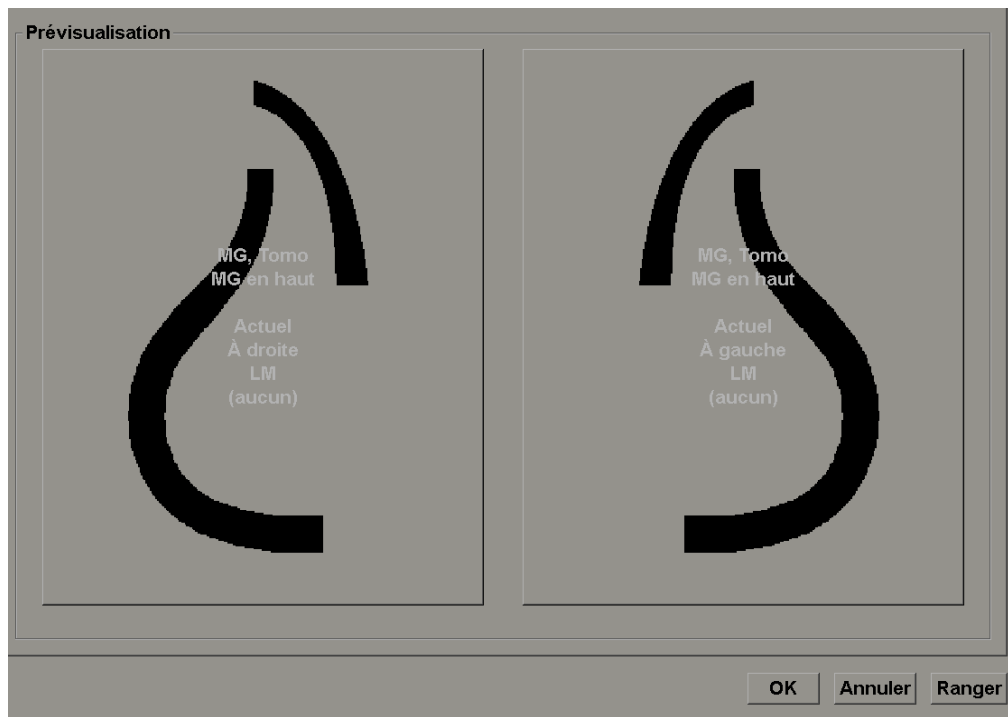 Prévisualisation
MG, Tomo
MG en haut
Actuel
À droite
LM
(aucun)
MG, Tomo
MG en haut
Actuel
À gauche
LM
(aucun)
OK
Annuler
Ranger